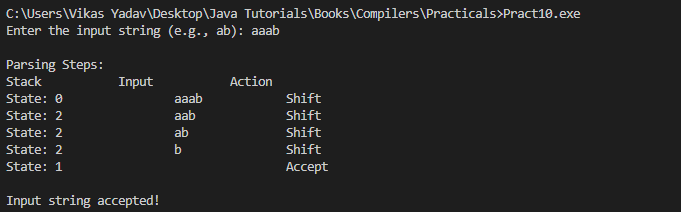 C:\Users\Vikas Yadav\Desktop\Java Tutorials\Books\Compilers\Practicals>Pract10.exe
Enter the input string (e.g., ab): aaab
Parsing Steps:
Stack Input Action
State: 0 aaab Shift
State: 2 aab Shift
State: 2 ab Shift
State: 2 b Shift
State: 1 Accept
Input string accepted!